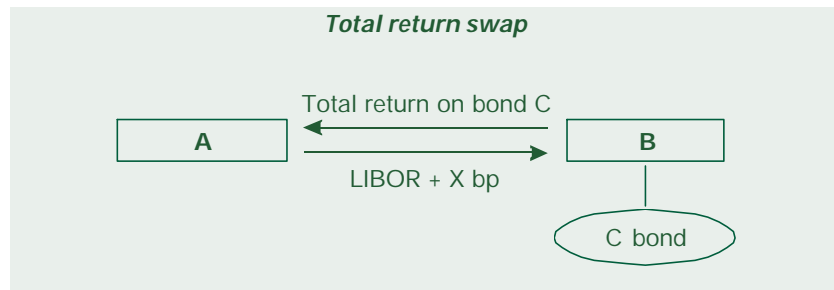 Total return swap
Total return on bond C
A
B
LIBOR + X bp
C bond